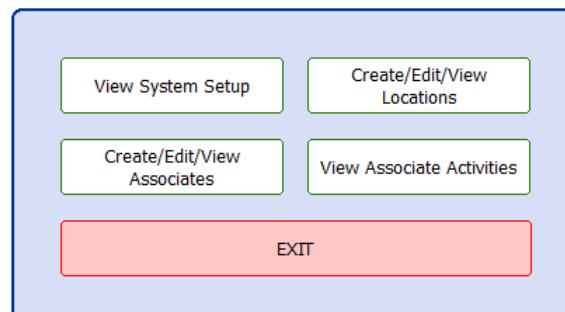 View System Setup
Create/Edit/View
Locations
Create/Edit/View
Associates
View Associate Activities
EXIT